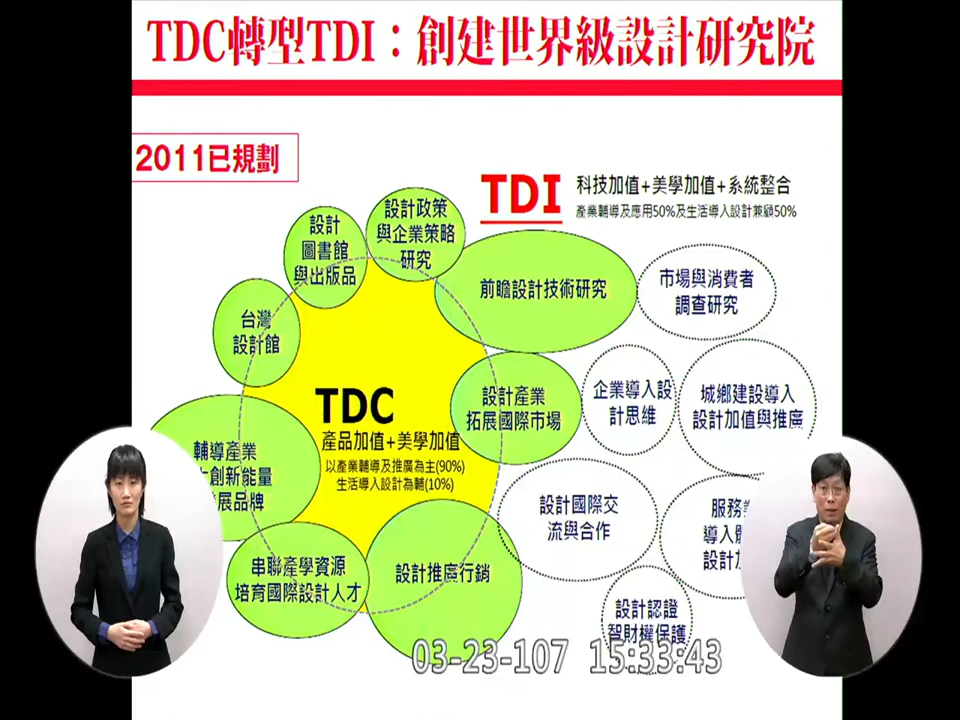 TDC轉型TDI：創建世界級設計研究院
2011已規劃
TDI
科技加值+美學加值+系統整合
產業輔導及應用50%及生活導入設計兼顧50%
設計政策
與企業策略
研究
設計
圖書館
與出版品
前瞻設計技術研究
市場與消費者
調查研究
台灣
設計館
TDC
產品加值+美學加值
以產業輔導及推廣為主(90%)
生活導入設計為輔(10%)
設計產業
拓展國際市場
企業導入設
計思維
城鄉建設導入
設計加值與推廣
輔導產業
創新能量
展品牌
設計國際交
流與合作
服務
導入
設計
串聯產學資源
培育國際設計人才
設計推廣行銷
設計認證
智財權保護
03-23-107 15:33:43